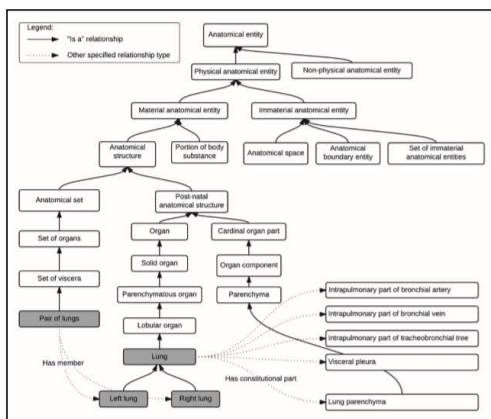 Legend:
"Is a" relationship
Other specified relationship type
Anatomical entity
Physical anatomical entity
Non-physical anatomical entity
Material anatomical entity
Immaterial anatomical entity
Anatomical
structure
Portion of body
substance
Anatomical space
Anatomical
boundary entity
Set of immaterial
anatomical entities
Anatomical set
Post-natal
anatomical structure
Set of organs
Organ
Cardinal organ part
Solid organ
Organ component
Set of viscera
Parenchymatous organ
Parenchyma
Intrapulmonary part of bronchial artery
Intrapulmonary part of bronchial vein
Pair of lungs
Lobular organ
Intrapulmonary part of tracheobronchial tree
Has member
Lung
Visceral pleura
Has constitutional part
Left lung
Right lung
Lung parenchyma